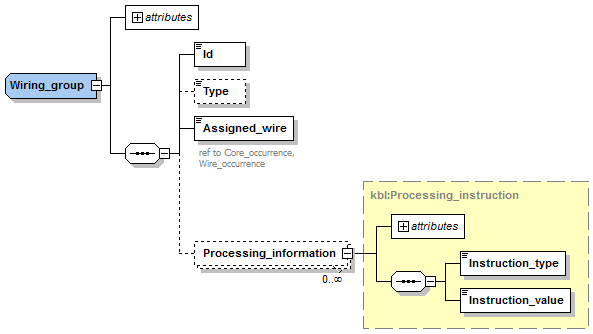 attributes
Id
Wiring_group
Type
Assigned_wire
ref to Core_occurrence,
Wire_occurrence
kbl:Processing_instruction
attributes
Processing_information
0..∞
Instruction_type
Instruction_value